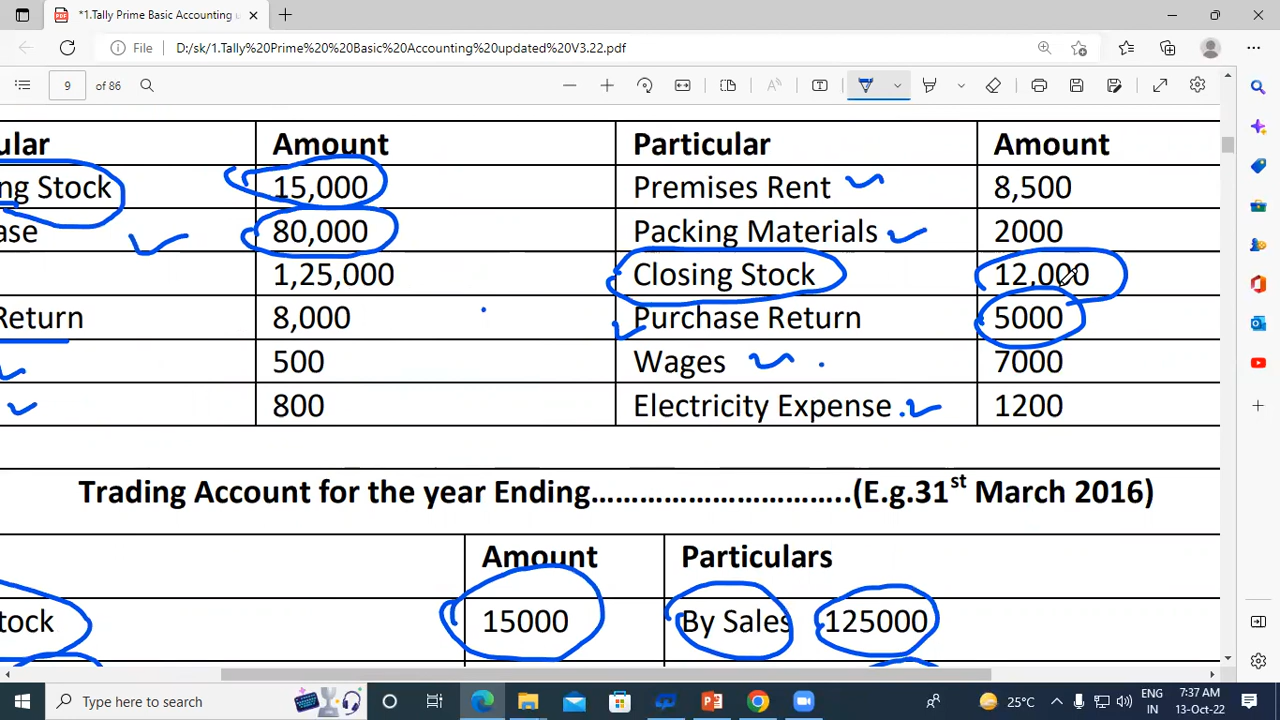 *1.Tally Prime Basic Accounting u
File D:/sk/1.Tally%20Prime%20%20Basic%20Accounting%20updated%20V3.22.pdf
9 of 86
ular Amount Particular Amount
ng Stock 15,000 Premises Rent 8,500
ase 80,000 Packing Materials 2000
1,25,000 Closing Stock 12,000
Return 8,000 Purchase Return 5000
500 Wages 7000
800 Electricity Expense 1200
Trading Account for the year Ending…………………………..(E.g.31st March 2016)
Amount Particulars
tock 15000 By Sales 125000
Type here to search
25°C
ENG
IN
7:37 AM
13-Oct-22